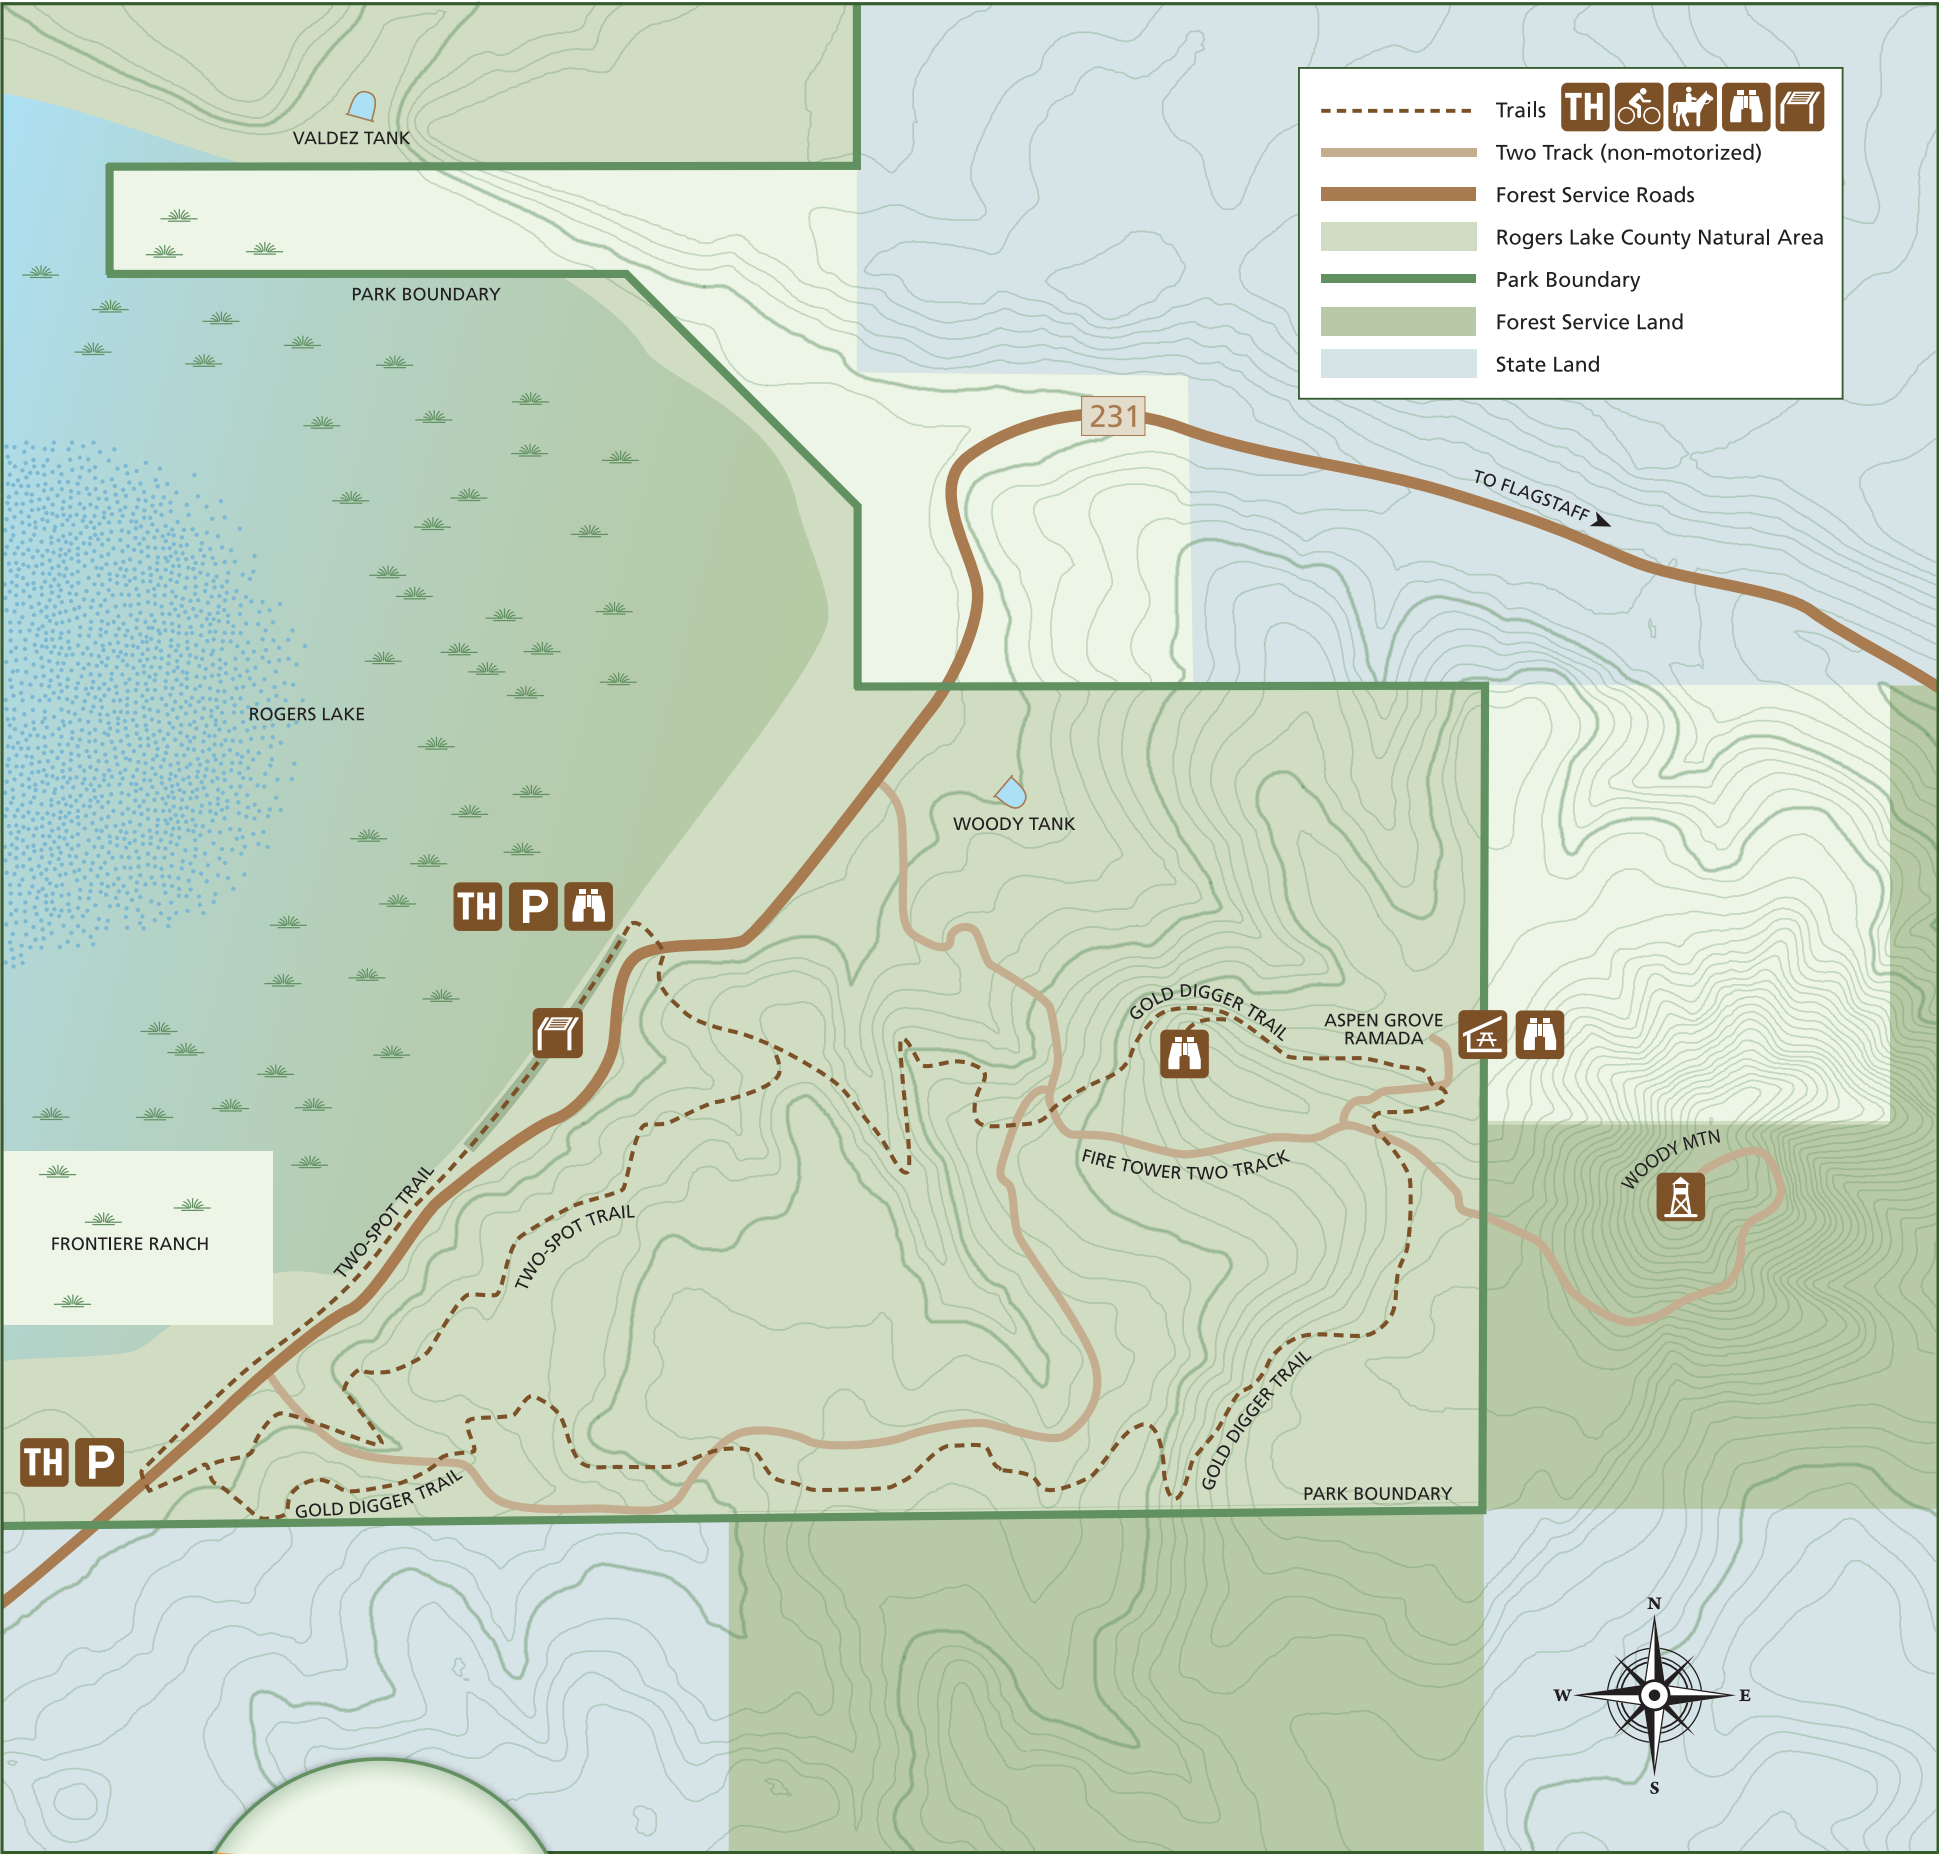 VALDEZ TANK
TH
Trails
Two Track (non-motorized)
Forest Service Roads
Rogers Lake County Natural Area
Park Boundary
Forest Service Land
State Land
PARK BOUNDARY
231
TO FLAGSTAFF
ROGERS LAKE
WOODY TANK
TH P
GOLD DIGGER TRAIL
ASPEN GROVE
RAMADA
FIRE TOWER TWO TRACK
WOODY MTN
TWO-SPOT TRAIL
TWO-SPOT TRAIL
FRONTIERE RANCH
GOLD DIGGER TRAIL
TH P
GOLD DIGGER TRAIL
PARK BOUNDARY
N
W E
S